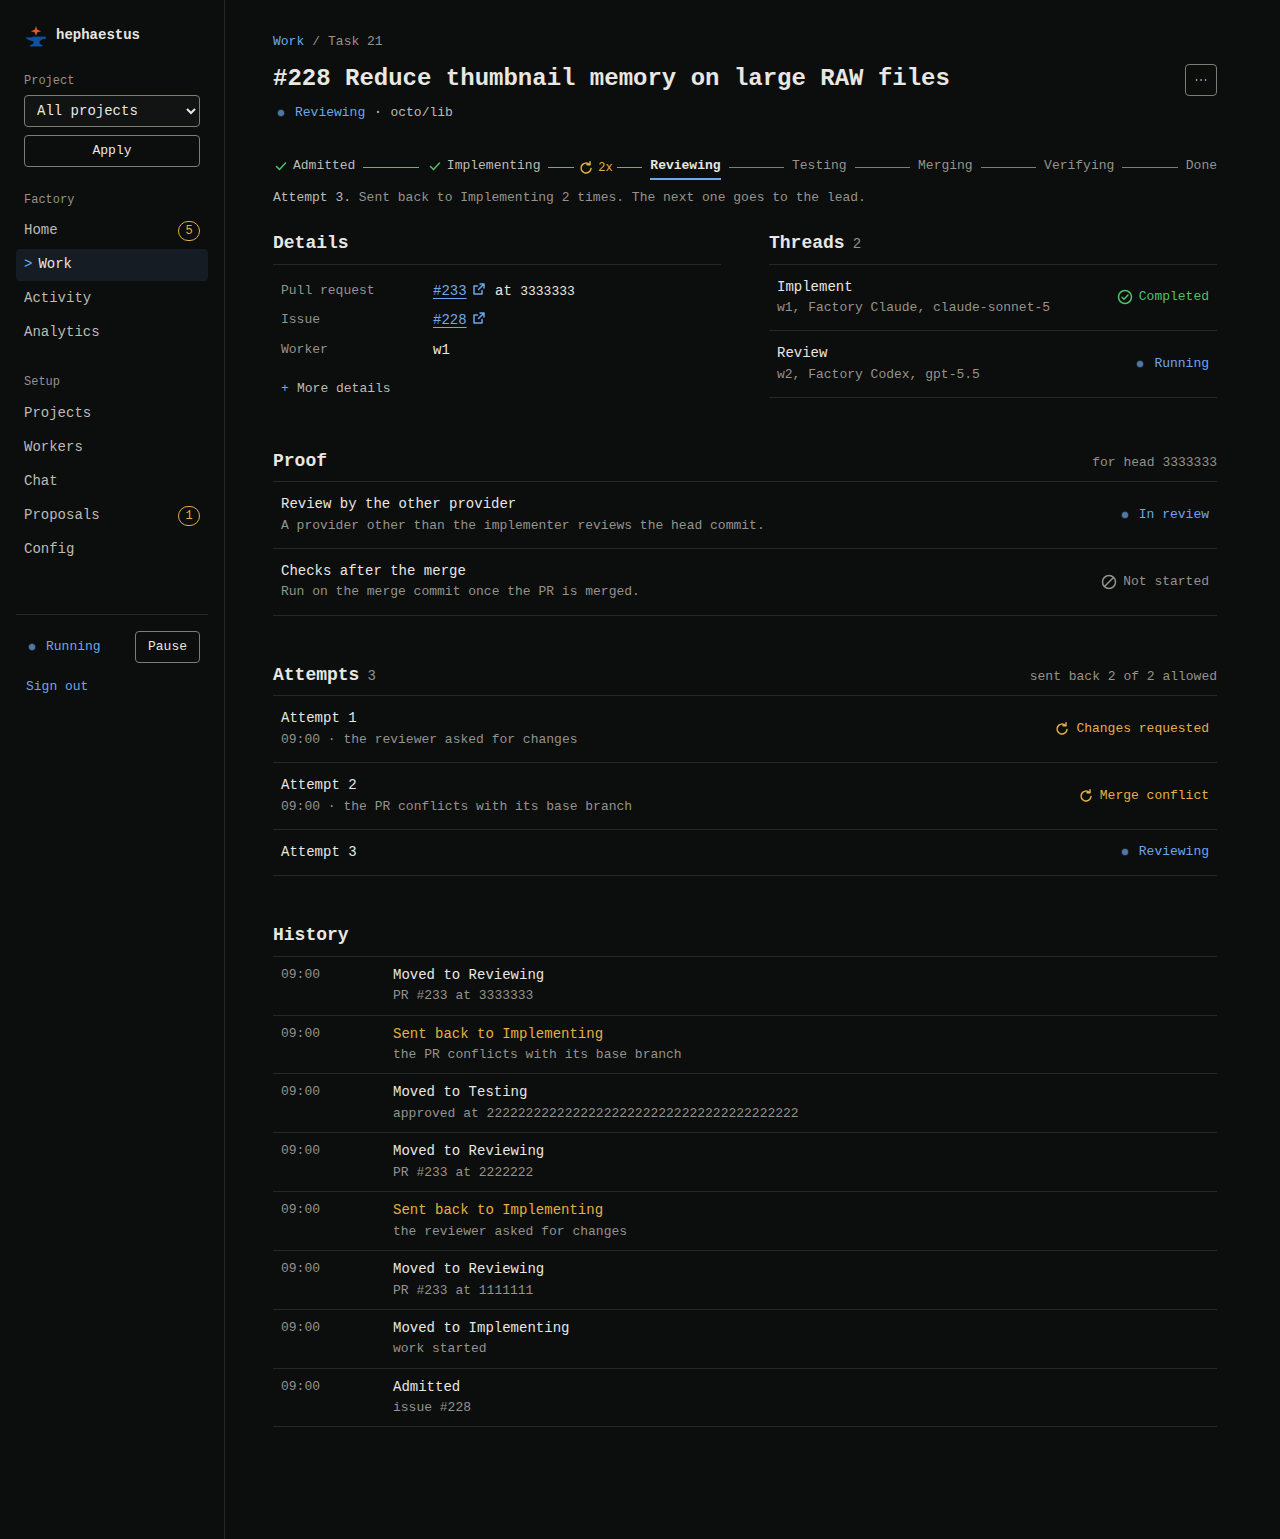 hephaestus
Project
All projects
Apply
Factory
Home 5
> Work
Activity
Analytics
Setup
Projects
Workers
Chat
Proposals 1
Config
Running Pause
Sign out
Work / Task 21
#228 Reduce thumbnail memory on large RAW files
...
Reviewing · octo/lib
Admitted Implementing 2x Reviewing Testing Merging Verifying Done
Attempt 3. Sent back to Implementing 2 times. The next one goes to the lead.
Details
Pull request #233 at 3333333
Issue #228
Worker w1
+ More details
Threads 2
Implement
w1, Factory Claude, claude-sonnet-5
Completed
Review
w2, Factory Codex, gpt-5.5
Running
Proof for head 3333333
Review by the other provider
A provider other than the implementer reviews the head commit.
In review
Checks after the merge
Run on the merge commit once the PR is merged.
Not started
Attempts 3 sent back 2 of 2 allowed
Attempt 1
09:00 · the reviewer asked for changes
Changes requested
Attempt 2
09:00 · the PR conflicts with its base branch
Merge conflict
Attempt 3 Reviewing
History
09:00 Moved to Reviewing
PR #233 at 3333333
09:00 Sent back to Implementing
the PR conflicts with its base branch
09:00 Moved to Testing
approved at 2222222222222222222222222222222222222222
09:00 Moved to Reviewing
PR #233 at 2222222
09:00 Sent back to Implementing
the reviewer asked for changes
09:00 Moved to Reviewing
PR #233 at 1111111
09:00 Moved to Implementing
work started
09:00 Admitted
issue #228